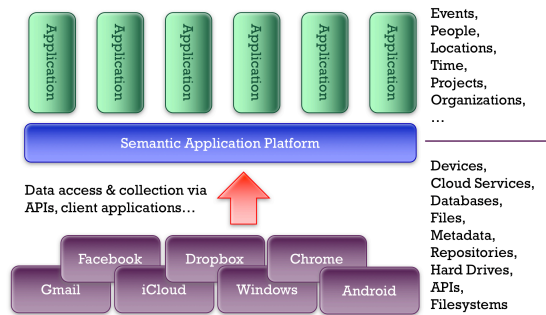 Application
Application
Application
Application
Application
Application
Events,
People,
Locations,
Time,
Projects,
Organizations,
...
Semantic Application Platform
Data access & collection via
APIs, client applications...
Devices,
Cloud Services,
Databases,
Files,
Metadata,
Repositories,
Hard Drives,
APIs,
Filesystems
Facebook
Dropbox
Chrome
Gmail
iCloud
Windows
Android